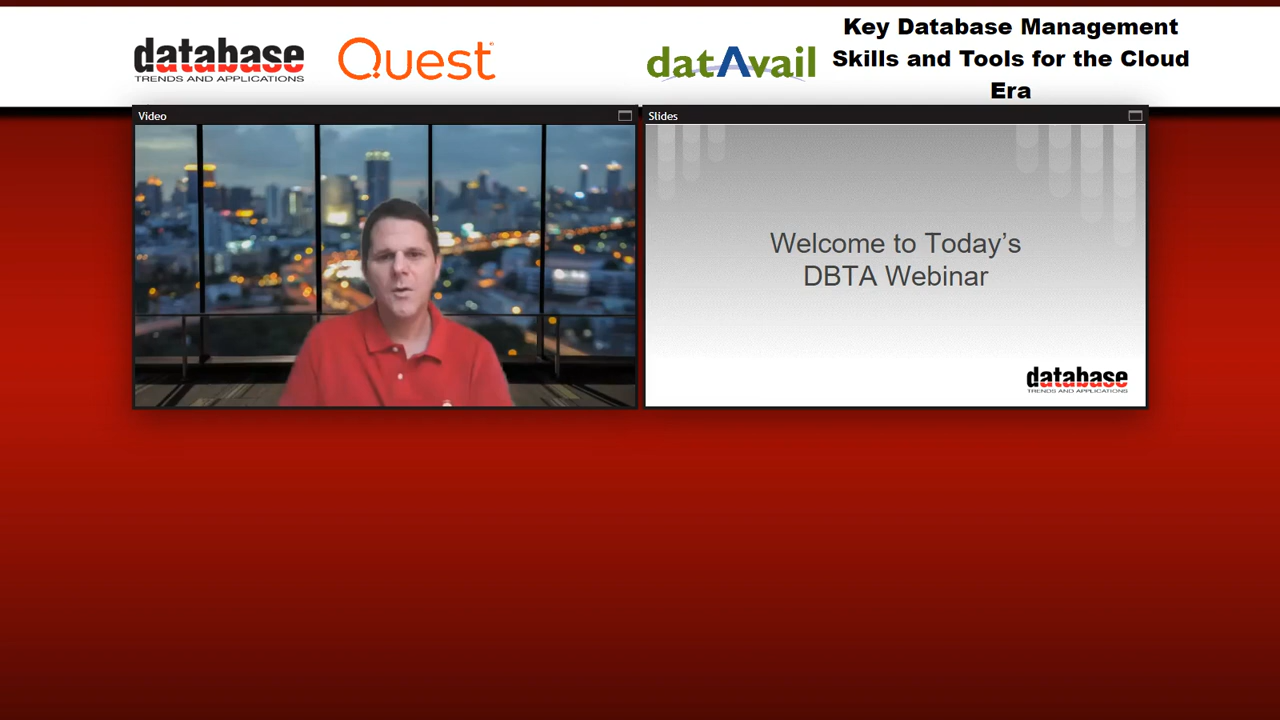 database
TRENDS AND APPLICATIONS
Quest
datAvail
Key Database Management
Skills and Tools for the Cloud
Era
Video
Slides
Welcome to Today’s
DBTA Webinar
database
TRENDS AND APPLICATIONS